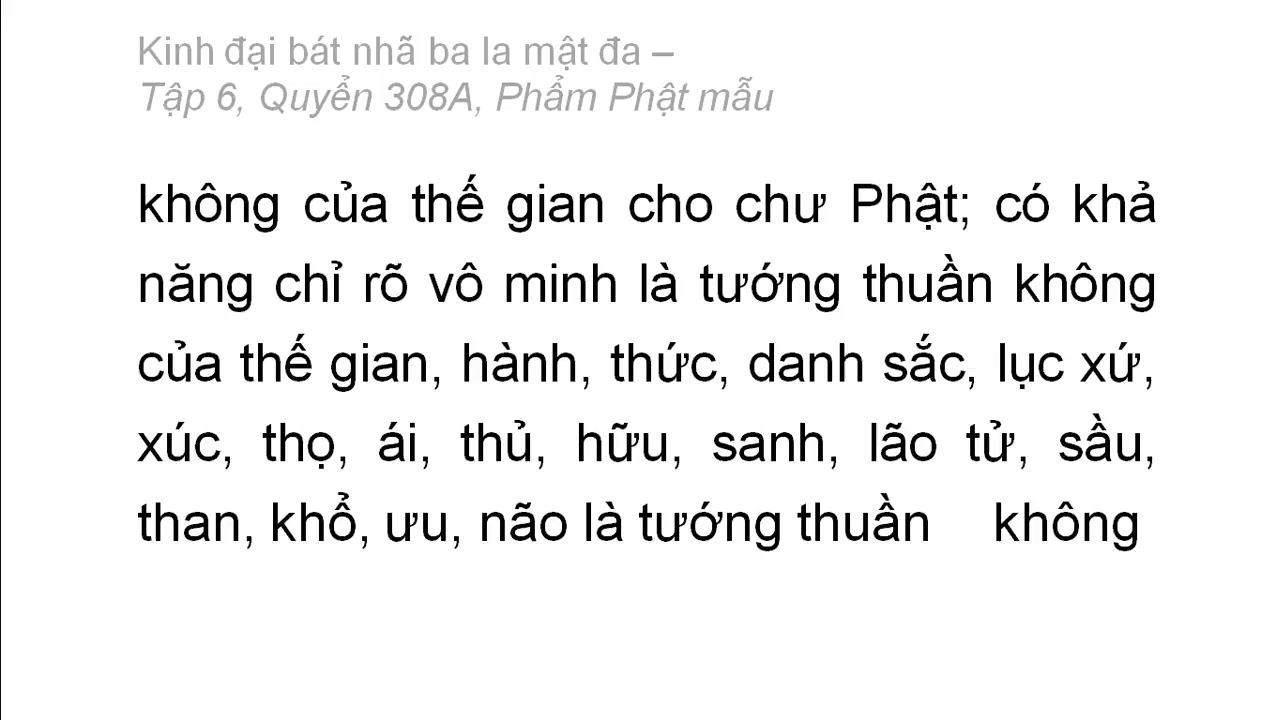 Kinh đại bát nhã ba la mật đa –
Tập 6, Quyển 308A, Phẩm Phật mẫu
không của thế gian cho chư Phật; có khả
năng chỉ rõ vô minh là tướng thuần không
của thế gian, hành, thức, danh sắc, lục xứ,
xúc, thọ, ái, thủ, hữu, sanh, lão tử, sầu,
than, khổ, ưu, não là tướng thuần không